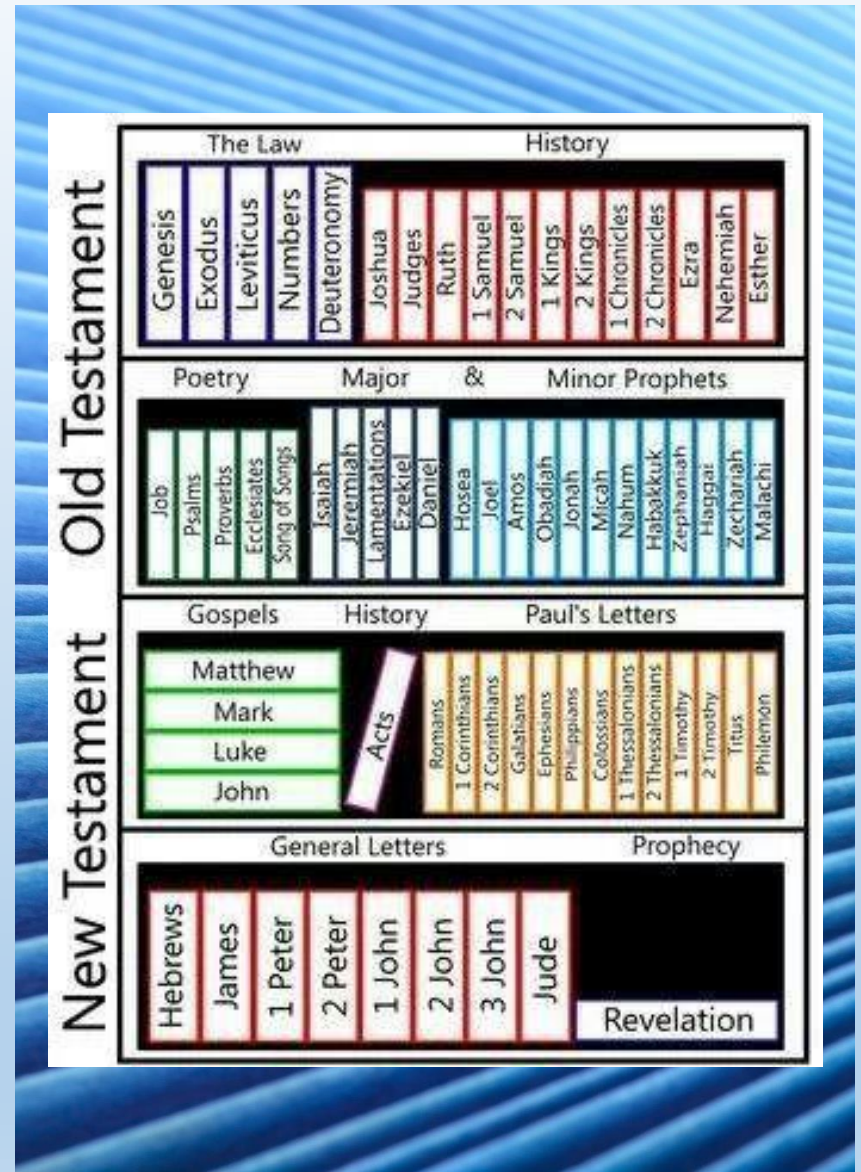 Old Testament
The Law
History
Genesis
Exodus
Leviticus
Numbers
Deuteronomy
Joshua
Judges
Ruth
1 Samuel
2 Samuel
1 Kings
2 Kings
1 Chronicles
2 Chronicles
Ezra
Nehemiah
Esther
Poetry
Major & Minor Prophets
Job
Psalms
Proverbs
Ecclesiates
Song of Songs
Isaiah
Jeremiah
Lamentations
Ezekiel
Daniel
Hosea
Joel
Amos
Obadiah
Jonah
Micah
Nahum
Habakkuk
Zephaniah
Haggai
Zechariah
Malachi
New Testament
Gospels
History
Paul's Letters
Matthew
Mark
Luke
John
Acts
Romans
1 Corinthians
2 Corinthians
Galatians
Ephesians
Philippians
Colossians
1 Thessalonians
2 Thessalonians
1 Timothy
2 Timothy
Titus
Philemon
General Letters
Prophecy
Hebrews
James
1 Peter
2 Peter
1 John
2 John
3 John
Jude
Revelation